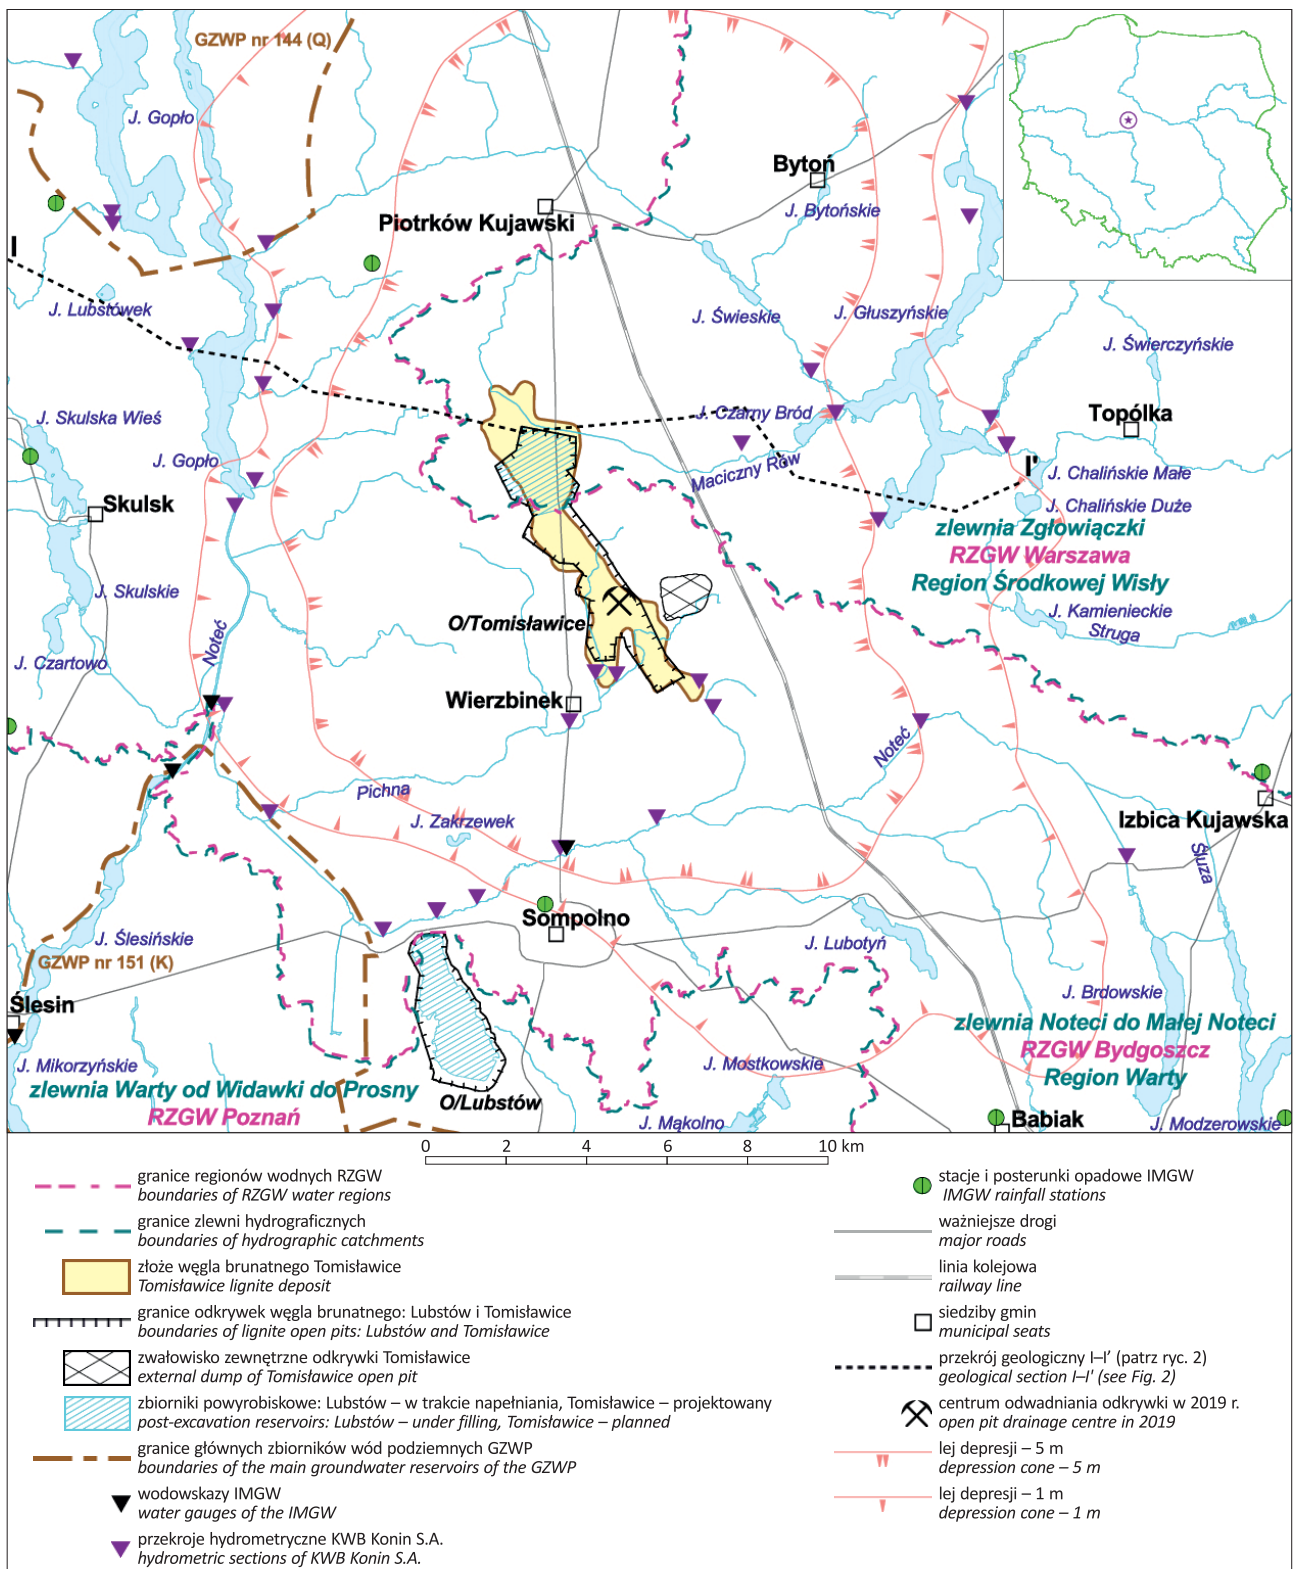 GZWP nr 144 (Q)
J. Gopło
Bytoń
J. Bytońskie
Piotrków Kujawski
I
J. Lubstówek
J. Świeskie
J. Głuszyńskie
J. Świerczyńskie
J. Skulska Wieś
J. Czarny Bród
Topólka
J. Gopło
Maciczny Rów
I'
J. Chalińskie Małe
Skulsk
J. Chalińskie Duże
zlewnia Zgłowiączki
RZGW Warszawa
Region Środkowej Wisły
J. Skulskie
J. Kamienieckie
Struga
O/Tomisławice
Noteć
J. Czartowo
Wierzbinek
Noteć
Pichna
J. Zakrzewek
Izbica Kujawska
Śluza
Sompolno
J. Ślesińskie
J. Lubotyń
GZWP nr 151 (K)
Ślesin
J. Brdowskie
zlewnia Noteci do Małej Noteci
RZGW Bydgoszcz
Region Warty
J. Mikorzyńskie
J. Mostkowskie
zlewnia Warty od Widawki do Prosny
RZGW Poznań
O/Lubstów
J. Mąkolno
Babiak
J. Modzerowskie
0 2 4 6 8 10 km
granice regionów wodnych RZGW
boundaries of RZGW water regions
granice zlewni hydrograficznych
boundaries of hydrographic catchments
złoże węgla brunatnego Tomisławice
Tomisławice lignite deposit
granice odkrywek węgla brunatnego: Lubstów i Tomisławice
boundaries of lignite open pits: Lubstów and Tomisławice
zwałowisko zewnętrzne odkrywki Tomisławice
external dump of Tomisławice open pit
zbiorniki powyrobiskowe: Lubstów – w trakcie napełniania, Tomisławice – projektowany
post-excavation reservoirs: Lubstów – under filling, Tomisławice – planned
granice głównych zbiorników wód podziemnych GZWP
boundaries of the main groundwater reservoirs of the GZWP
wodowskazy IMGW
water gauges of the IMGW
przekroje hydrometryczne KWB Konin S.A.
hydrometric sections of KWB Konin S.A.
stacje i posterunki opadowe IMGW
IMGW rainfall stations
ważniejsze drogi
major roads
linia kolejowa
railway line
siedziby gmin
municipal seats
przekrój geologiczny I–I’ (patrz ryc. 2)
geological section I–I’ (see Fig. 2)
centrum odwadniania odkrywki w 2019 r.
open pit drainage centre in 2019
lej depresji – 5 m
depression cone – 5 m
lej depresji – 1 m
depression cone – 1 m